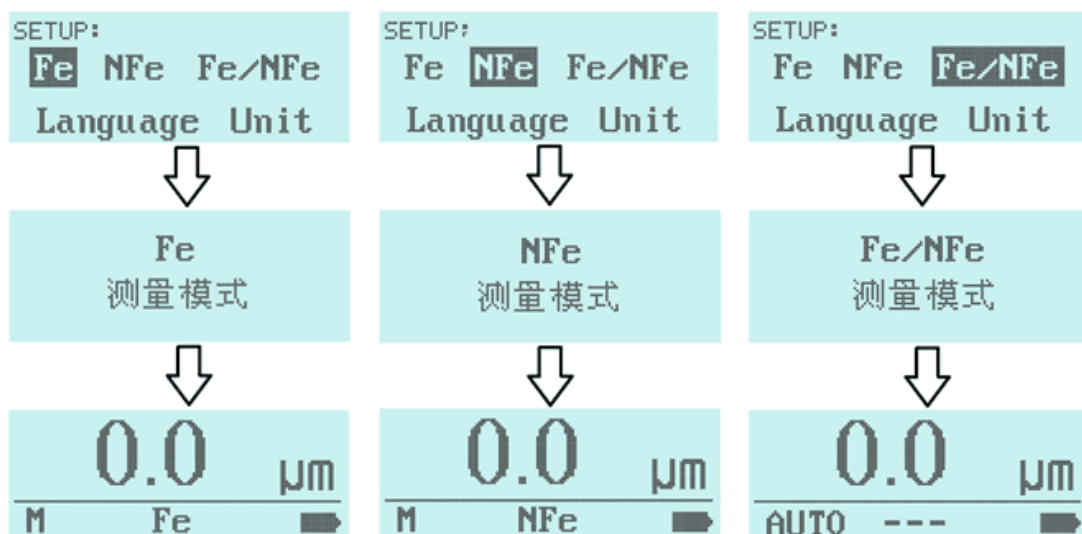 SETUP:
Fe NFe Fe/NFe
Language Unit
Fe
测量模式
0.0 μm
M Fe
SETUP:
Fe NFe Fe/NFe
Language Unit
NFe
测量模式
0.0 μm
M NFe
SETUP:
Fe NFe Fe/NFe
Language Unit
Fe/NFe
测量模式
0.0 μm
AUTO ---